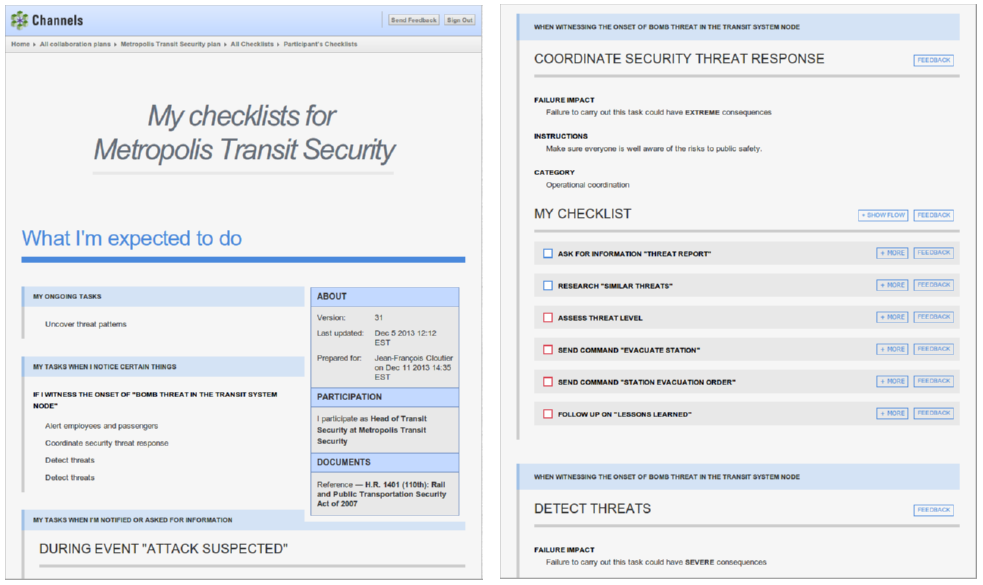 Channels
Send Feedback
Sign Out
Home ▸ All collaboration plans ▸ Metropolis Transit Security plan ▸ All Checklists ▸ Participant's Checklists
My checklists for
Metropolis Transit Security
What I'm expected to do
MY ONGOING TASKS
Uncover threat patterns
MY TASKS WHEN I NOTICE CERTAIN THINGS
IF I WITNESS THE ONSET OF "BOMB THREAT IN THE TRANSIT SYSTEM
NODE"
Alert employees and passengers
Coordinate security threat response
Detect threats
Detect threats
MY TASKS WHEN I'M NOTIFIED OR ASKED FOR INFORMATION
DURING EVENT "ATTACK SUSPECTED"
ABOUT
Version: 31
Last updated: Dec 5 2013 12:12
EST
Prepared for: Jean-François Cloutier
on Dec 11 2013 14:35
EST
PARTICIPATION
I participate as Head of Transit
Security at Metropolis Transit
Security
DOCUMENTS
Reference — H.R. 1401 (110th): Rail
and Public Transportation Security
Act of 2007
WHEN WITNESSING THE ONSET OF BOMB THREAT IN THE TRANSIT SYSTEM NODE
COORDINATE SECURITY THREAT RESPONSE
FEEDBACK
FAILURE IMPACT
Failure to carry out this task could have EXTREME consequences
INSTRUCTIONS
Make sure everyone is well aware of the risks to public safety.
CATEGORY
Operational coordination
MY CHECKLIST
+ SHOW FLOW
FEEDBACK
ASK FOR INFORMATION "THREAT REPORT" + MORE FEEDBACK
RESEARCH "SIMILAR THREATS" + MORE FEEDBACK
ASSESS THREAT LEVEL + MORE FEEDBACK
SEND COMMAND "EVACUATE STATION" + MORE FEEDBACK
SEND COMMAND "STATION EVACUATION ORDER" + MORE FEEDBACK
FOLLOW UP ON "LESSONS LEARNED" + MORE FEEDBACK
WHEN WITNESSING THE ONSET OF BOMB THREAT IN THE TRANSIT SYSTEM NODE
DETECT THREATS
FEEDBACK
FAILURE IMPACT
Failure to carry out this task could have SEVERE consequences